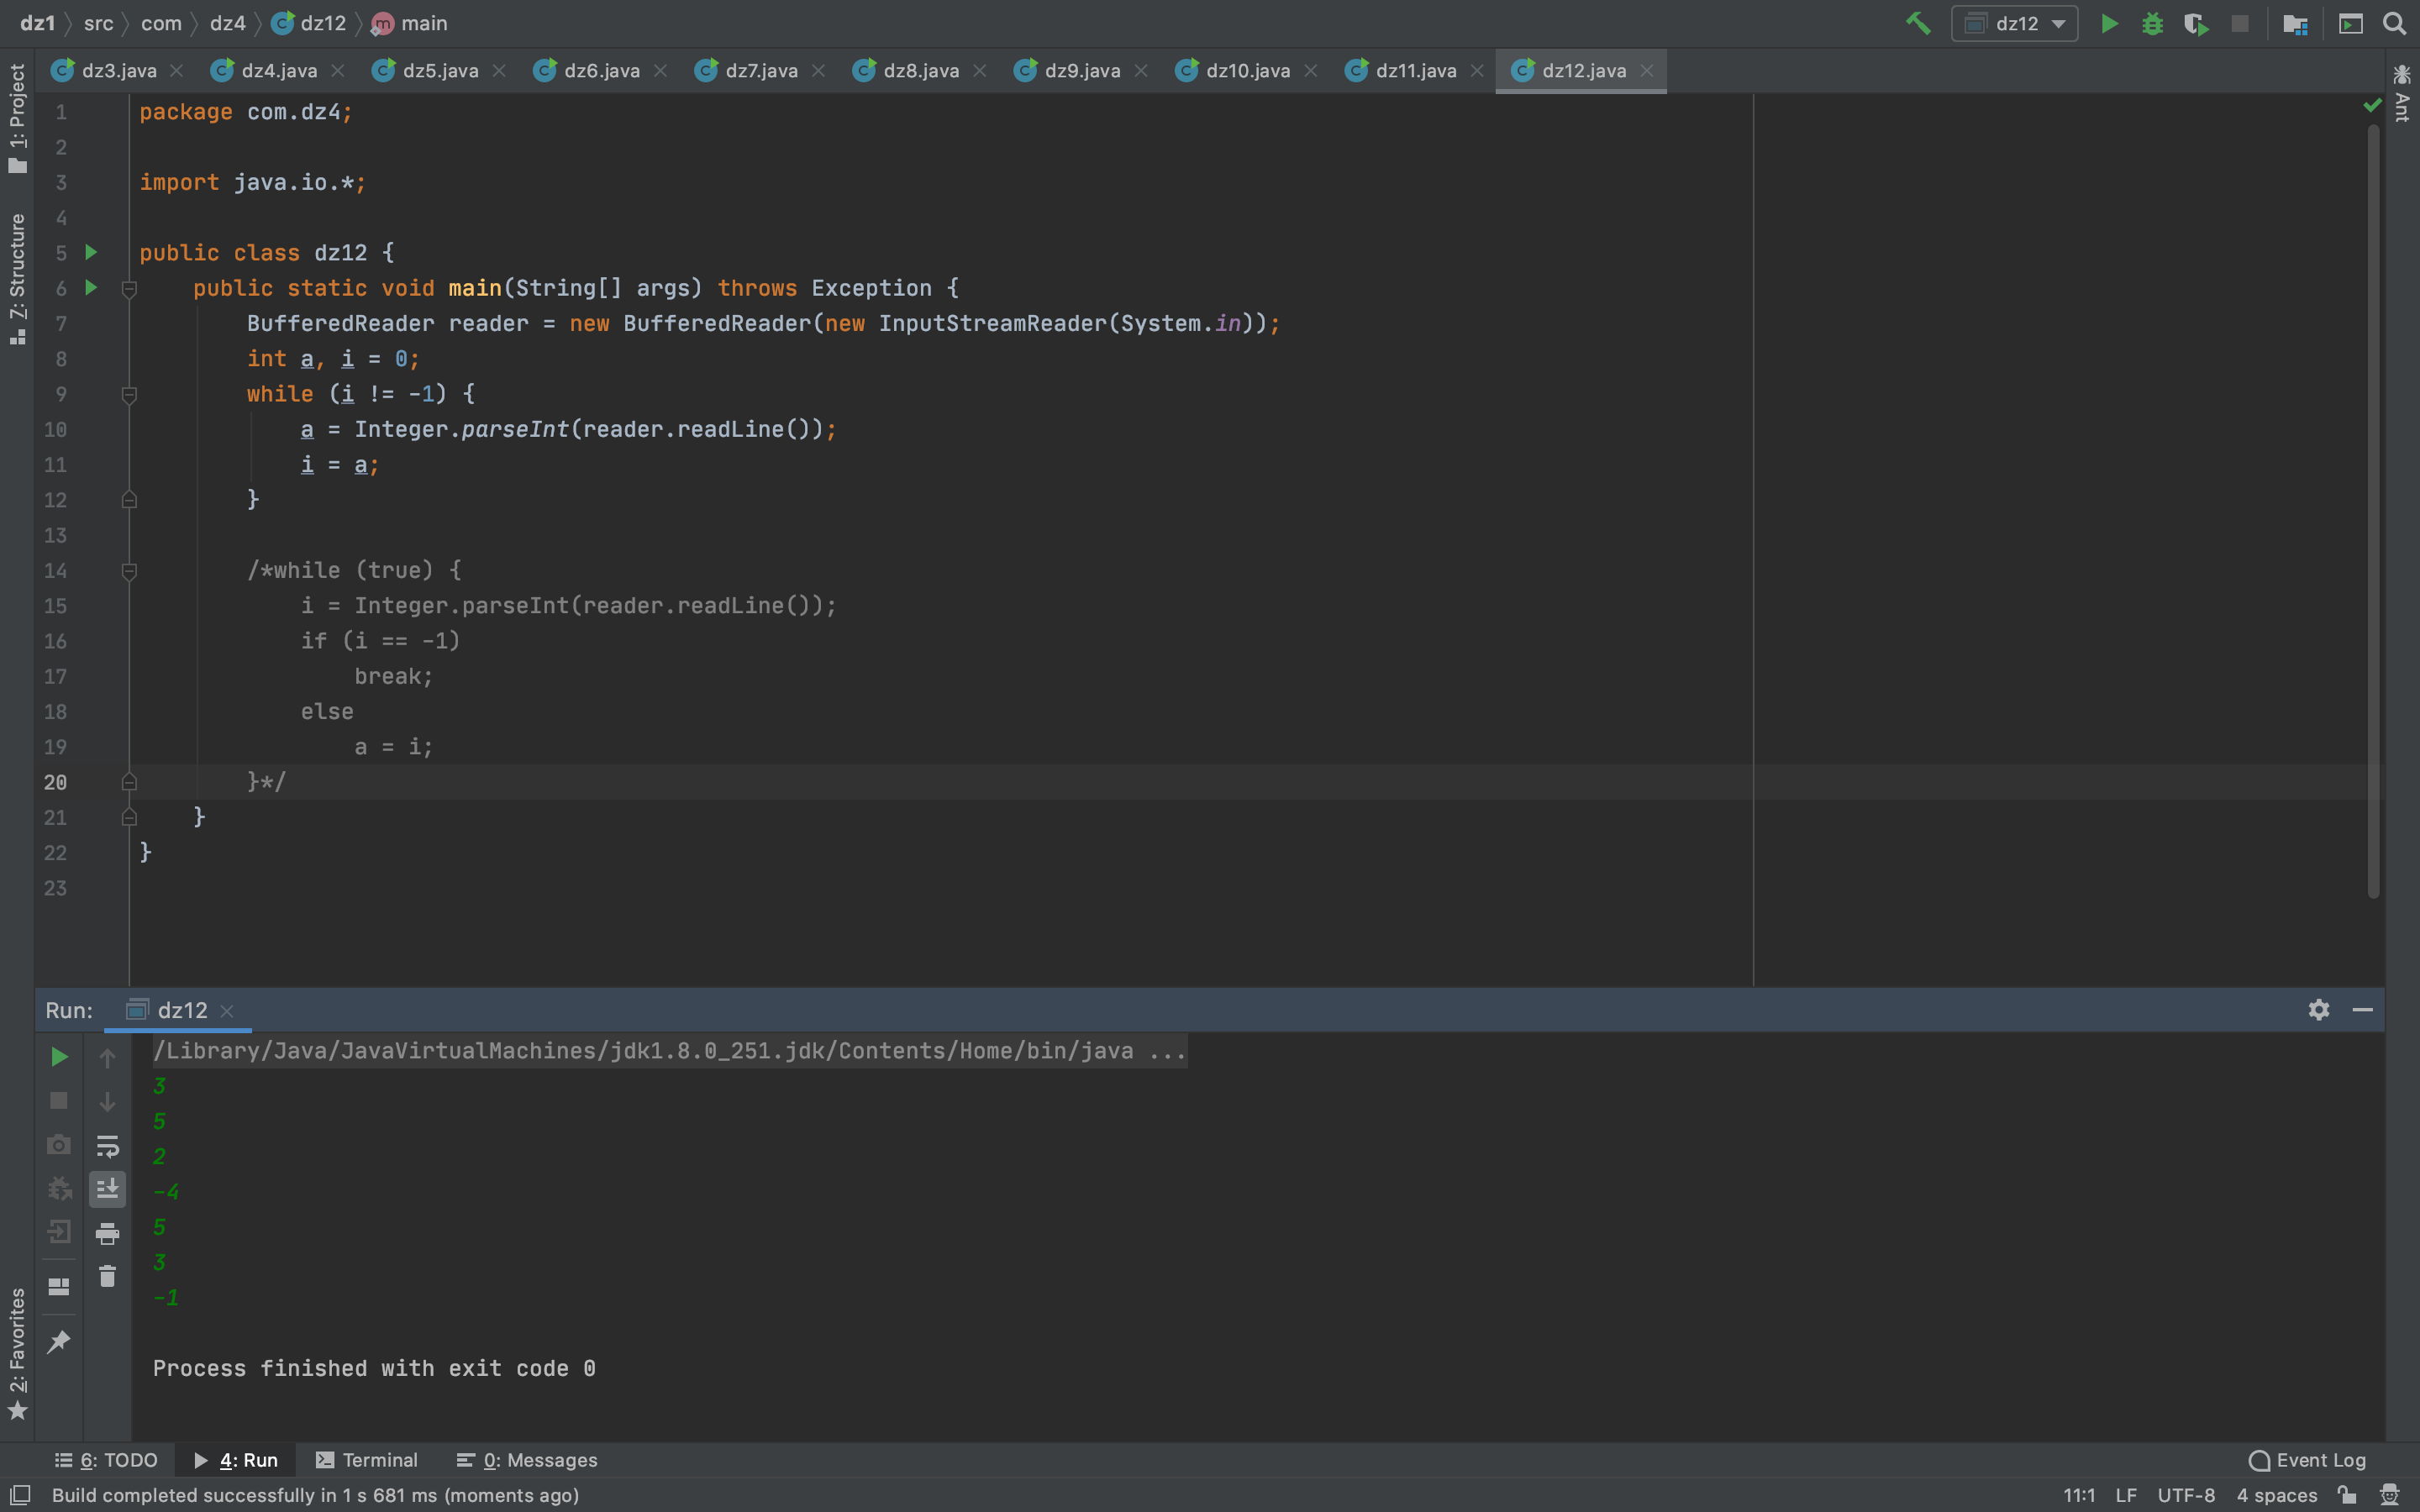 dz1 src com dz4 dz12 main
dz12
dz3.java dz4.java dz5.java dz6.java dz7.java dz8.java dz9.java dz10.java dz11.java dz12.java
1: Project
7: Structure
2: Favorites
Ant
1 package com.dz4;
2
3 import java.io.*;
4
5 public class dz12 {
6 public static void main(String[] args) throws Exception {
7 BufferedReader reader = new BufferedReader(new InputStreamReader(System.in));
8 int a, i = 0;
9 while (i != -1) {
10 a = Integer.parseInt(reader.readLine());
11 i = a;
12 }
13
14 /*while (true) {
15 i = Integer.parseInt(reader.readLine());
16 if (i == -1)
17 break;
18 else
19 a = i;
20 }*/
21 }
22 }
23
Run: dz12
/Library/Java/JavaVirtualMachines/jdk1.8.0_251.jdk/Contents/Home/bin/java ...
3
5
2
-4
5
3
-1
Process finished with exit code 0
6: TODO 4: Run Terminal 0: Messages Event Log
Build completed successfully in 1 s 681 ms (moments ago) 11:1 LF UTF-8 4 spaces